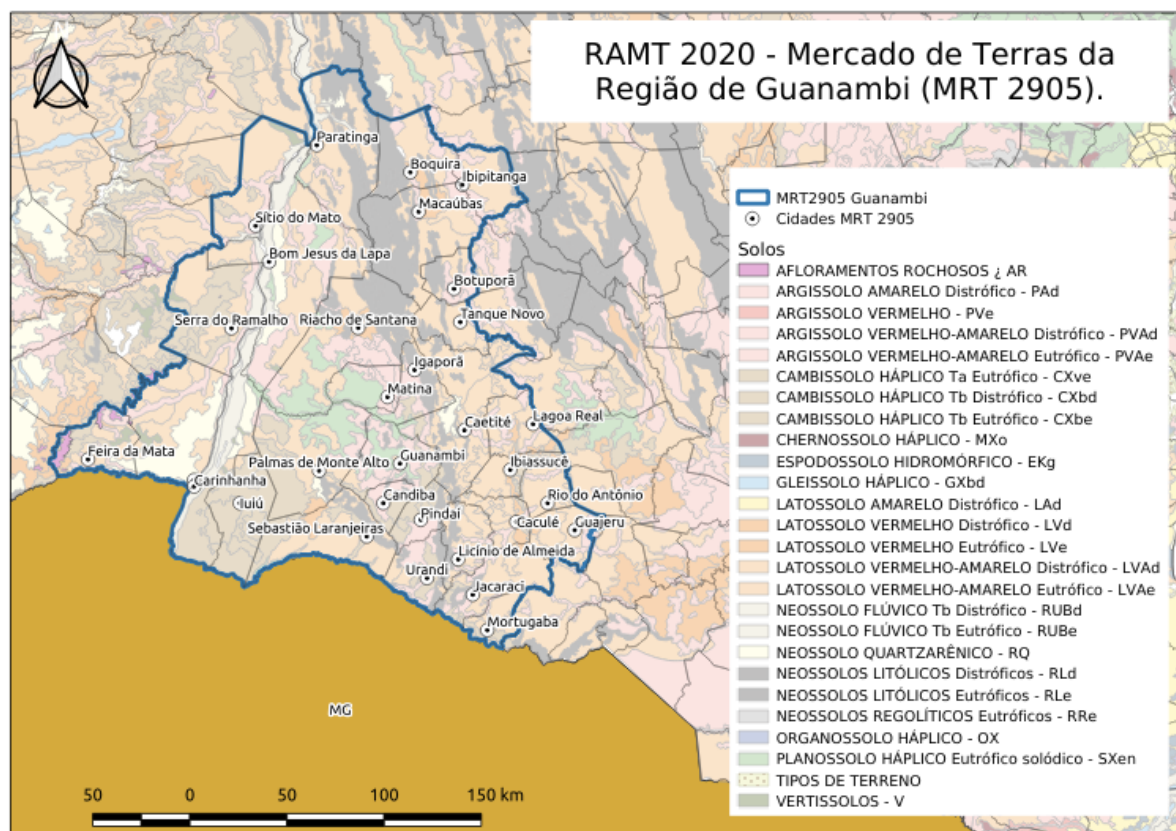 RAMT 2020 - Mercado de Terras da
Região de Guanambi (MRT 2905).
Paratinga
Boquira
Ibipitanga
Macaúbas
Sítio do Mato
Bom Jesus da Lapa
Botuporã
Serra do Ramalho
Riacho de Santana
Tanque Novo
Igaporã
Matina
Lagoa Real
Caetité
Feira da Mata
Palmas de Monte Alto
Guanambi
Ibiassucê
Carinhanha
Iuiú
Candiba
Rio do Antônio
Pindaí
Caculé
Guajeru
Sebastião Laranjeiras
Licínio de Almeida
Urandi
Jacaraci
Mortugaba
MG
50 0 50 100 150 km
MRT2905 Guanambi
Cidades MRT 2905
Solos
AFLORAMENTOS ROCHOSOS ¿ AR
ARGISSOLO AMARELO Distrófico - PAd
ARGISSOLO VERMELHO - PVe
ARGISSOLO VERMELHO-AMARELO Distrófico - PVAd
ARGISSOLO VERMELHO-AMARELO Eutrófico - PVAe
CAMBISSOLO HÁPLICO Ta Eutrófico - CXve
CAMBISSOLO HÁPLICO Tb Distrófico - CXbd
CAMBISSOLO HÁPLICO Tb Eutrófico - CXbe
CHERNOSSOLO HÁPLICO - MXo
ESPODOSSOLO HIDROMÓRFICO - EKg
GLEISSOLO HÁPLICO - GXbd
LATOSSOLO AMARELO Distrófico - LAd
LATOSSOLO VERMELHO Distrófico - LVd
LATOSSOLO VERMELHO Eutrófico - LVe
LATOSSOLO VERMELHO-AMARELO Distrófico - LVAd
LATOSSOLO VERMELHO-AMARELO Eutrófico - LVAe
NEOSSOLO FLÚVICO Tb Distrófico - RUBd
NEOSSOLO FLÚVICO Tb Eutrófico - RUBe
NEOSSOLO QUARTZARÊNICO - RQ
NEOSSOLOS LITÓLICOS Distróficos - RLd
NEOSSOLOS LITÓLICOS Eutróficos - RLe
NEOSSOLOS REGOLÍTICOS Eutróficos - RRe
ORGANOSSOLO HÁPLICO - OX
PLANOSSOLO HÁPLICO Eutrófico solódico - SXen
TIPOS DE TERRENO
VERTISSOLOS - V